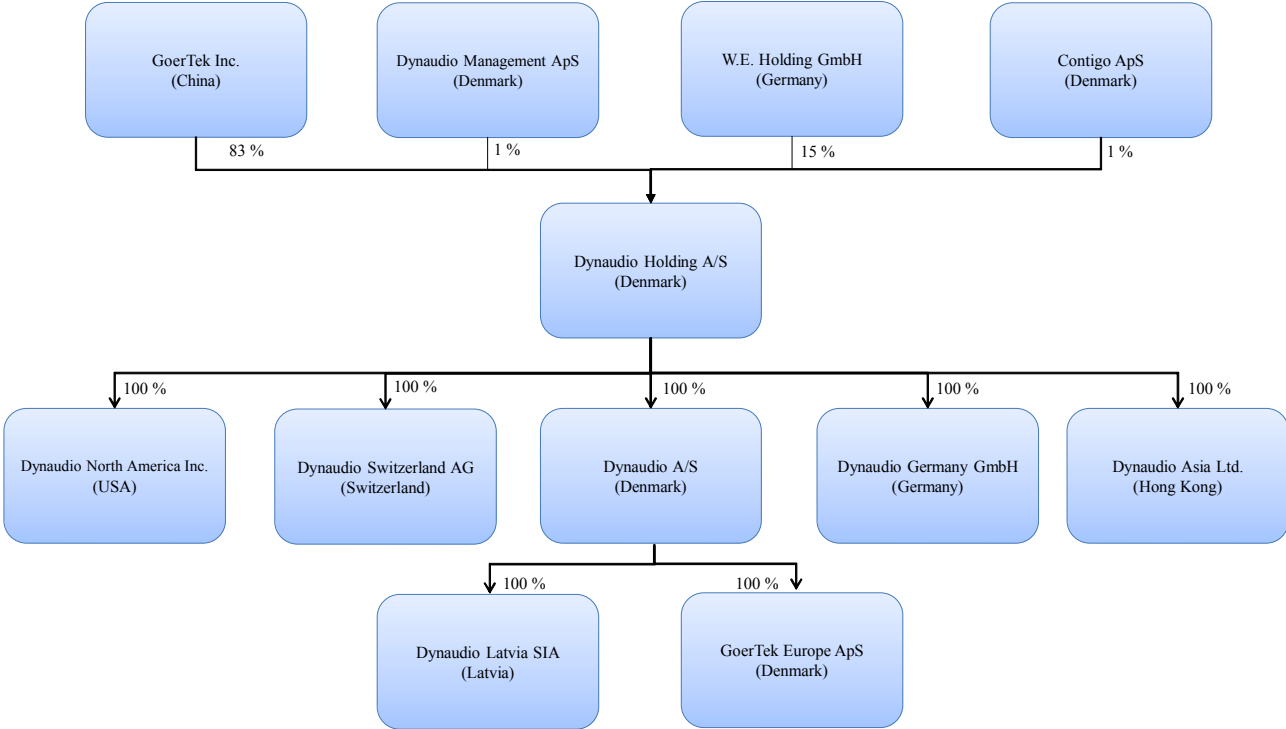 GoerTek Inc.
(China)
Dynaudio Management ApS
(Denmark)
W.E. Holding GmbH
(Germany)
Contigo ApS
(Denmark)
83 %
1 %
15 %
1 %
Dynaudio Holding A/S
(Denmark)
100 %
100 %
100 %
100 %
100 %
Dynaudio North America Inc.
(USA)
Dynaudio Switzerland AG
(Switzerland)
Dynaudio A/S
(Denmark)
Dynaudio Germany GmbH
(Germany)
Dynaudio Asia Ltd.
(Hong Kong)
100 %
100 %
Dynaudio Latvia SIA
(Latvia)
GoerTek Europe ApS
(Denmark)